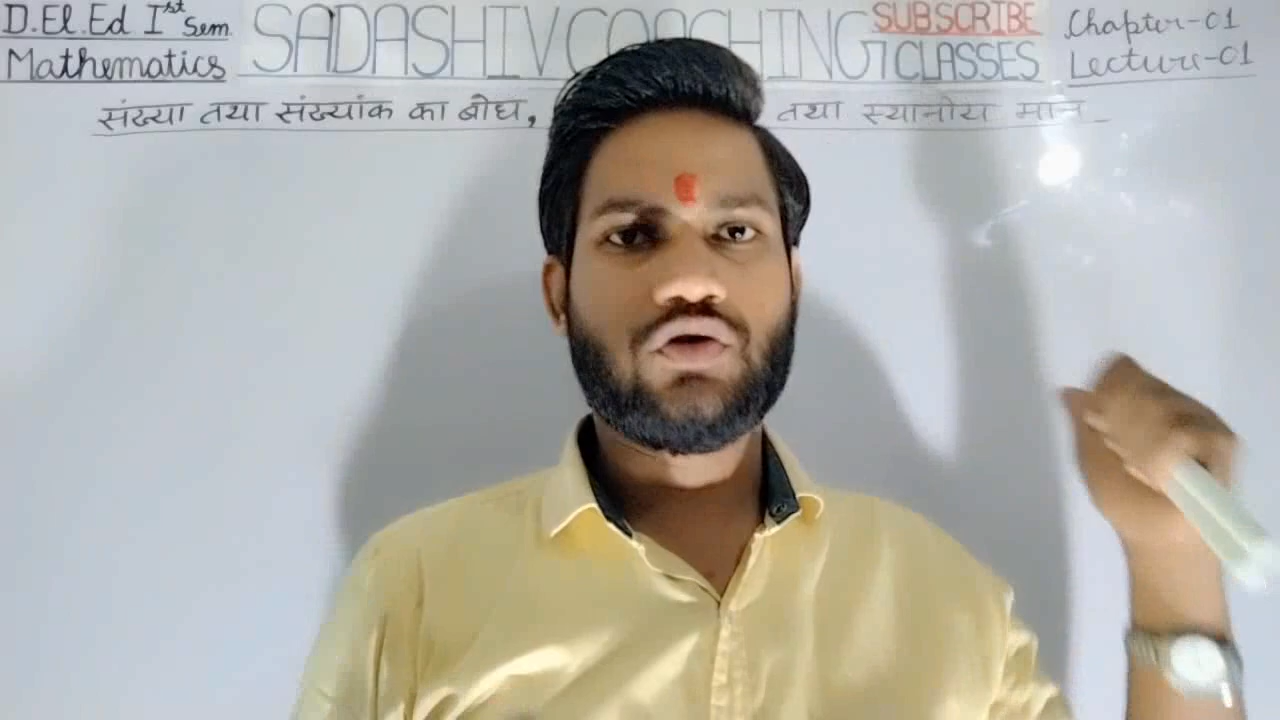 D.El.Ed Ist Sem.
Mathematics
SADASHIV COACHING
SUBSCRIBE
CLASSES
Chapter-01
Lecture-01
संख्या तथा संख्यांक का बोध, तथा स्थानीय मान